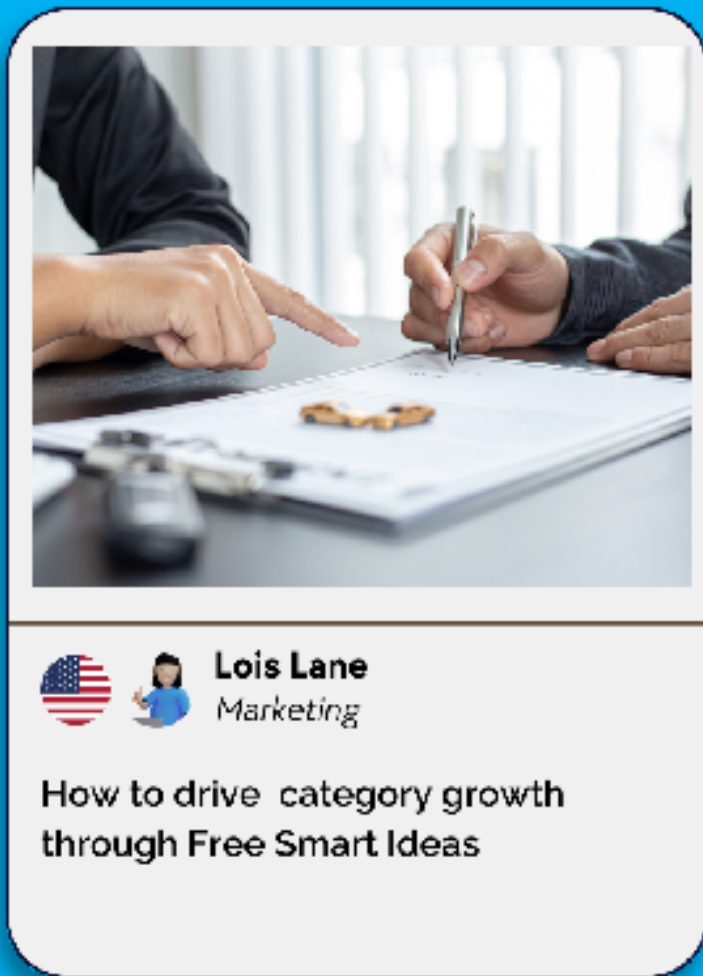 Lois Lane
Marketing
How to drive  category growth
through Free Smart Ideas